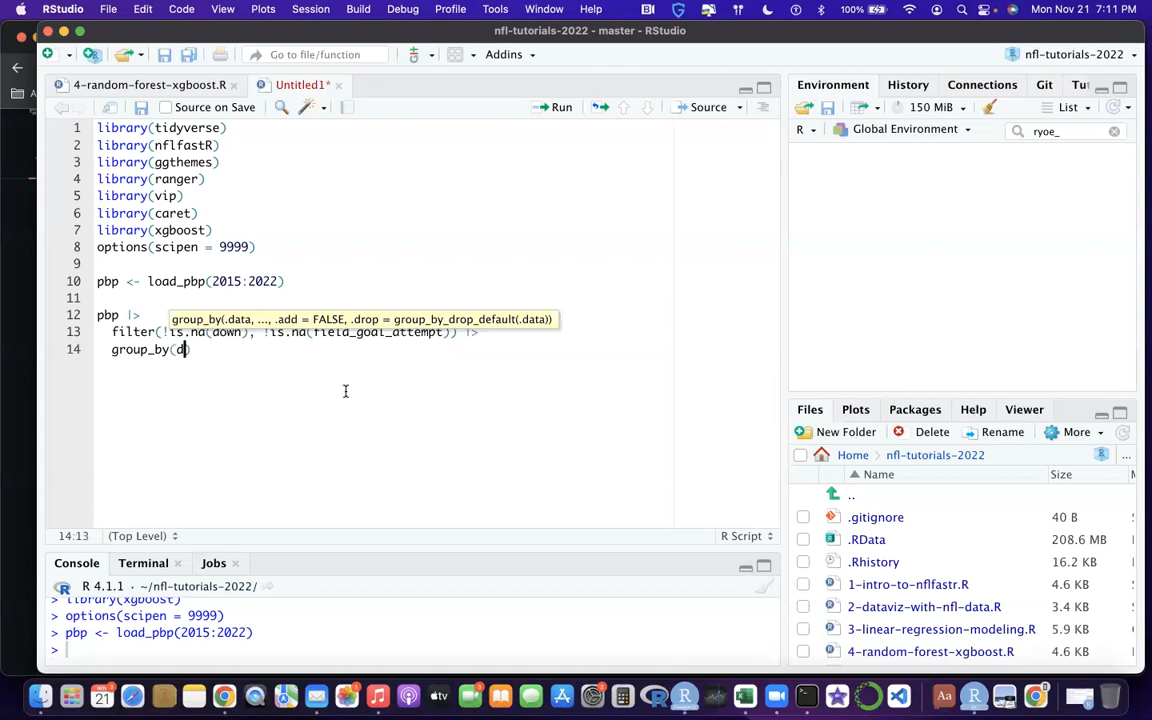 RStudio File Edit Code View Plots Session Build Debug Profile Tools Window Help 100% Mon Nov 21 7:11 PM
nfl-tutorials-2022 - master - RStudio
Go to file/function Addins nfl-tutorials-2022
4-random-forest-xgboost.R Untitled1*
Source on Save Run Source
1 library(tidyverse)
2 library(nflfastR)
3 library(ggthemes)
4 library(ranger)
5 library(vip)
6 library(caret)
7 library(xgboost)
8 options(scipen = 9999)
9
10 pbp <- load_pbp(2015:2022)
11
12 pbp |>
group_by(.data, ..., .add = FALSE, .drop = group_by_drop_default(.data))
13 filter(!is.na(down), !is.na(field_goal_attempt)) |>
14 group_by(d)
14:13 (Top Level) R Script
Console Terminal Jobs
R 4.1.1 · ~/nfl-tutorials-2022/
> library(xgboost)
> options(scipen = 9999)
> pbp <- load_pbp(2015:2022)
>
Environment History Connections Git Tu
150 MiB List
R Global Environment ryoe_
Files Plots Packages Help Viewer
New Folder Delete Rename More
Home nfl-tutorials-2022 ...
Name Size
..
.gitignore 40 B
.RData 208.6 MB
.Rhistory 16.2 KB
1-intro-to-nflfastr.R 4.6 KB
2-dataviz-with-nfl-data.R 3.4 KB
3-linear-regression-modeling.R 5.9 KB
4-random-forest-xgboost.R 4.6 KB